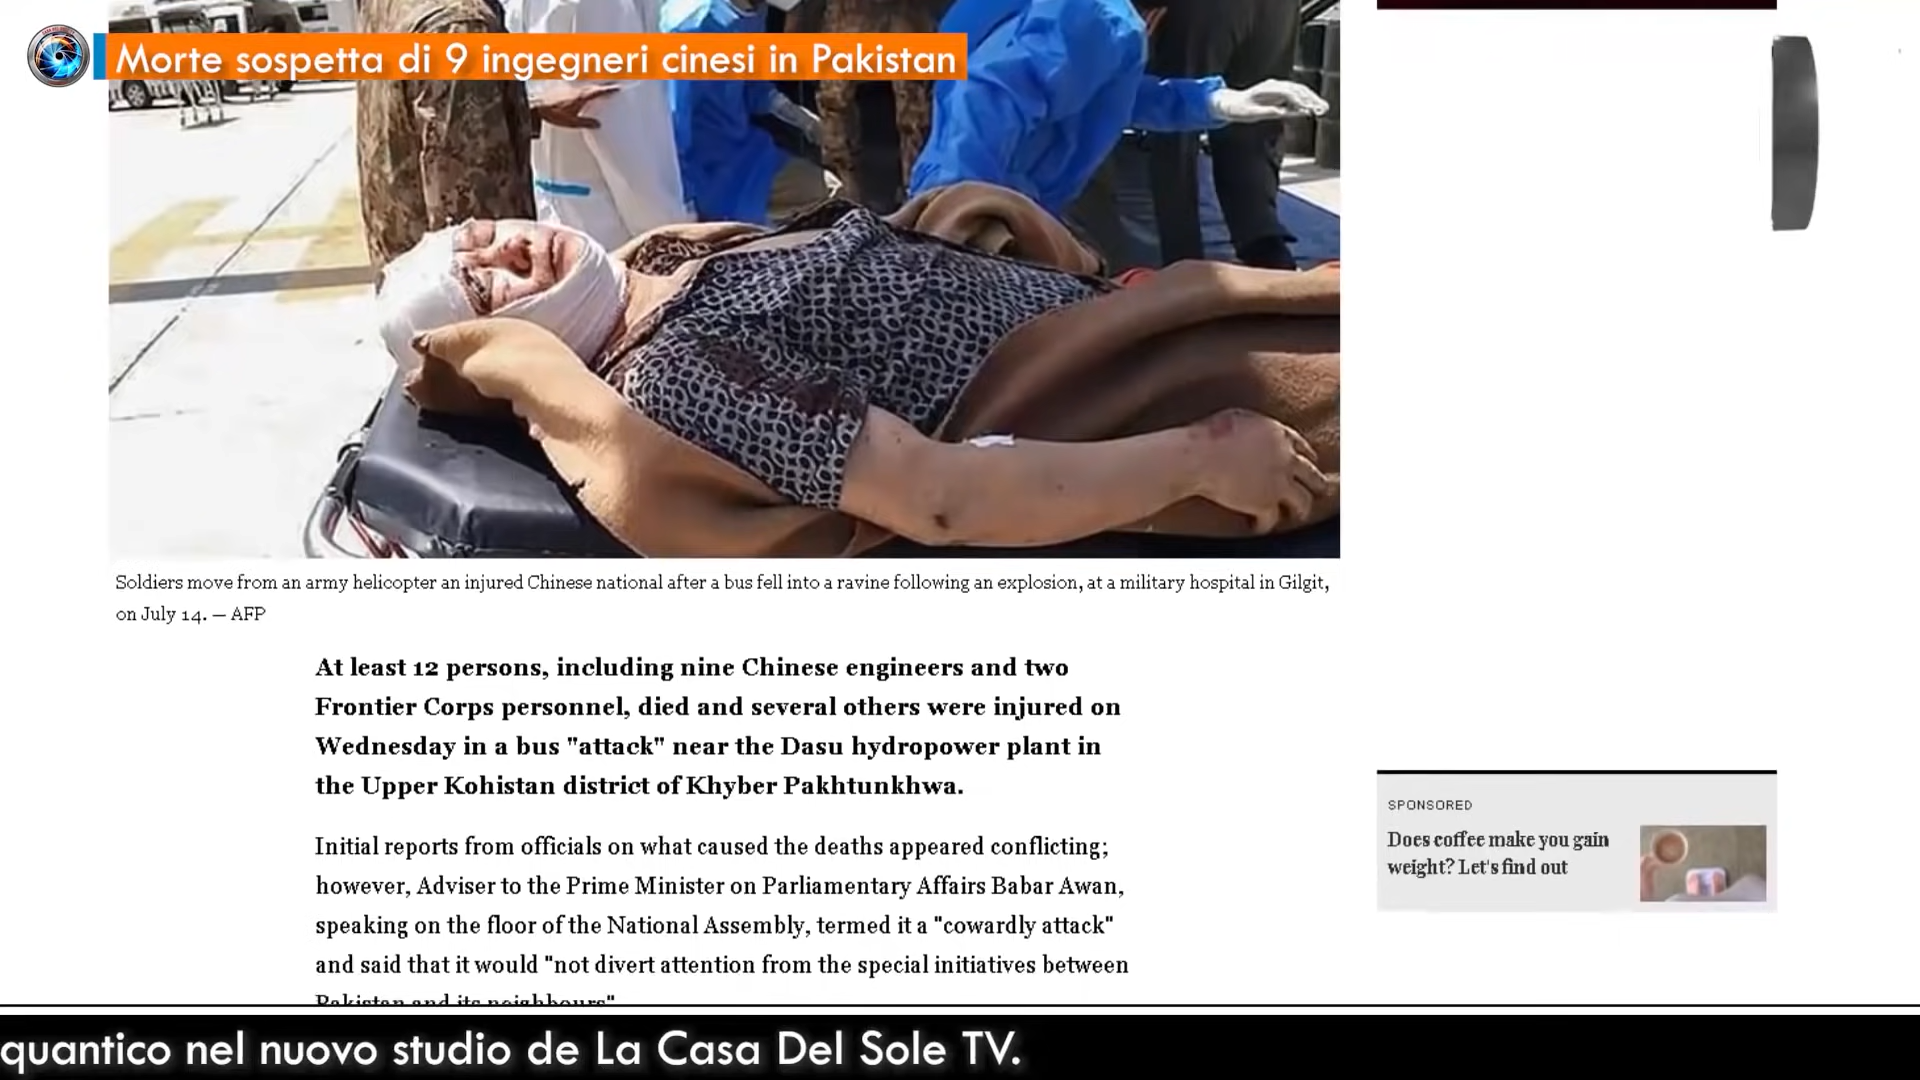 Morte sospetta di 9 ingegneri cinesi in Pakistan
Soldiers move from an army helicopter an injured Chinese national after a bus fell into a ravine following an explosion, at a military hospital in Gilgit,
on July 14. — AFP
At least 12 persons, including nine Chinese engineers and two
Frontier Corps personnel, died and several others were injured on
Wednesday in a bus "attack" near the Dasu hydropower plant in
the Upper Kohistan district of Khyber Pakhtunkhwa.
Initial reports from officials on what caused the deaths appeared conflicting;
however, Adviser to the Prime Minister on Parliamentary Affairs Babar Awan,
speaking on the floor of the National Assembly, termed it a "cowardly attack"
and said that it would "not divert attention from the special initiatives between
Pakistan and its neighbours"
SPONSORED
Does coffee make you gain
weight? Let's find out
quantico nel nuovo studio de La Casa Del Sole TV.